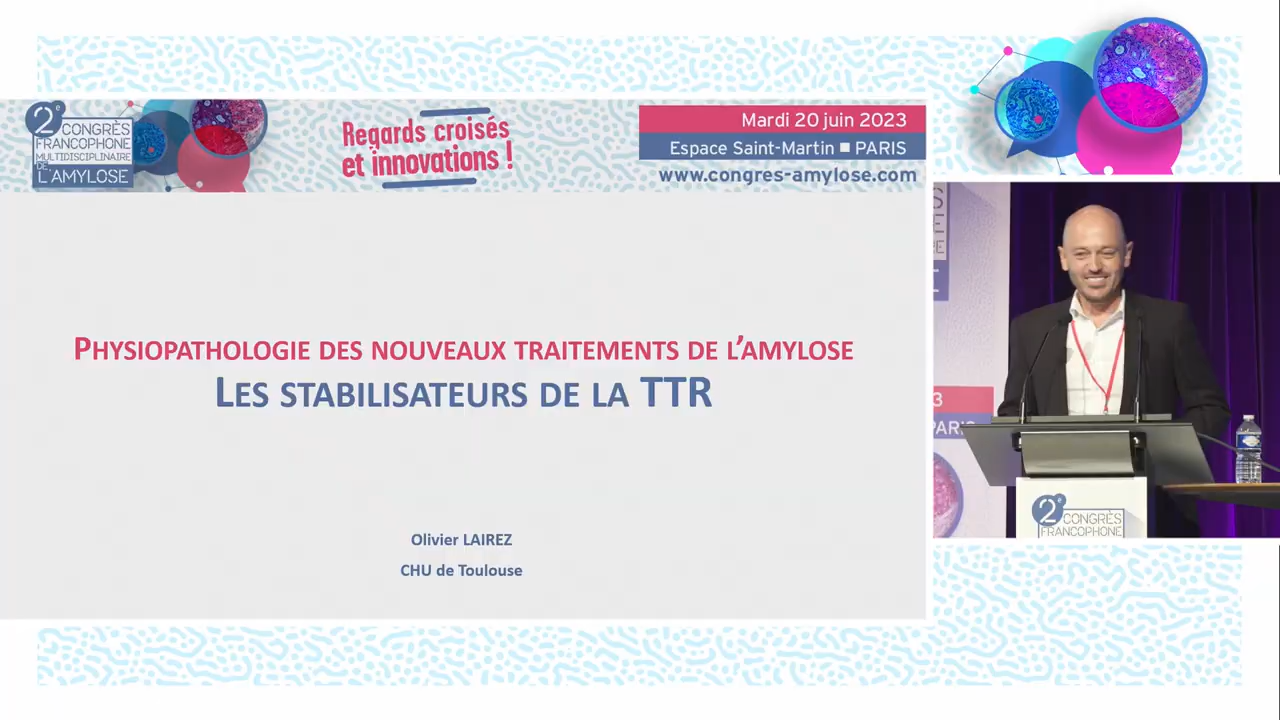 2e CONGRÈS
FRANCOPHONE
MULTIDISCIPLINAIRE
DE L'AMYLOSE
Regards croisés
et innovations !
Mardi 20 juin 2023
Espace Saint-Martin ■ PARIS
www.congres-amylose.com
PHYSIOPATHOLOGIE DES NOUVEAUX TRAITEMENTS DE L'AMYLOSE
LES STABILISATEURS DE LA TTR
Olivier LAIREZ
CHU de Toulouse
3
PARIS
2e CONGRÈS
FRANCOPHONE